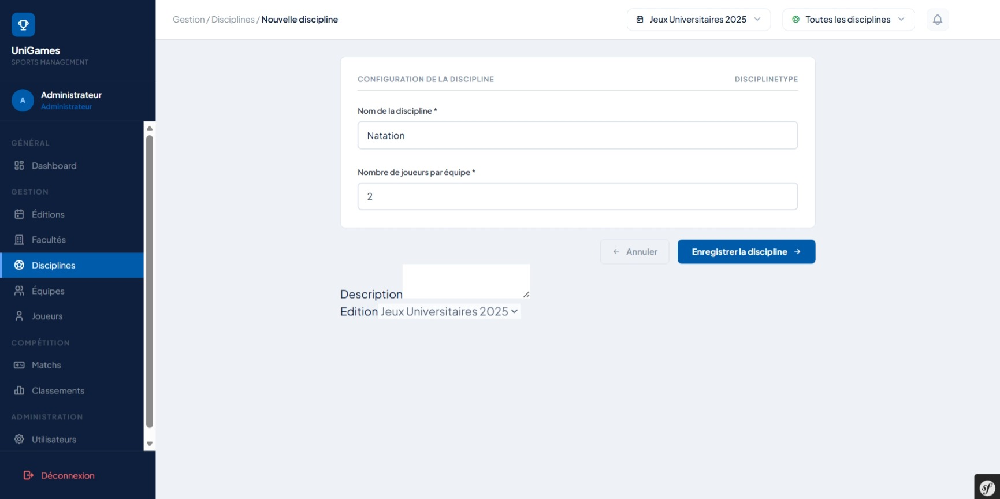 UniGames
SPORTS MANAGEMENT
A
Administrateur
Administrateur
GÉNÉRAL
Dashboard
GESTION
Éditions
Facultés
Disciplines
Équipes
Joueurs
COMPÉTITION
Matchs
Classements
ADMINISTRATION
Utilisateurs
Déconnexion
Gestion / Disciplines / Nouvelle discipline
Jeux Universitaires 2025
Toutes les disciplines
CONFIGURATION DE LA DISCIPLINE
DISCIPLINETYPE
Nom de la discipline *
Natation
Nombre de joueurs par équipe *
2
← Annuler
Enregistrer la discipline →
Description
Edition Jeux Universitaires 2025
sf